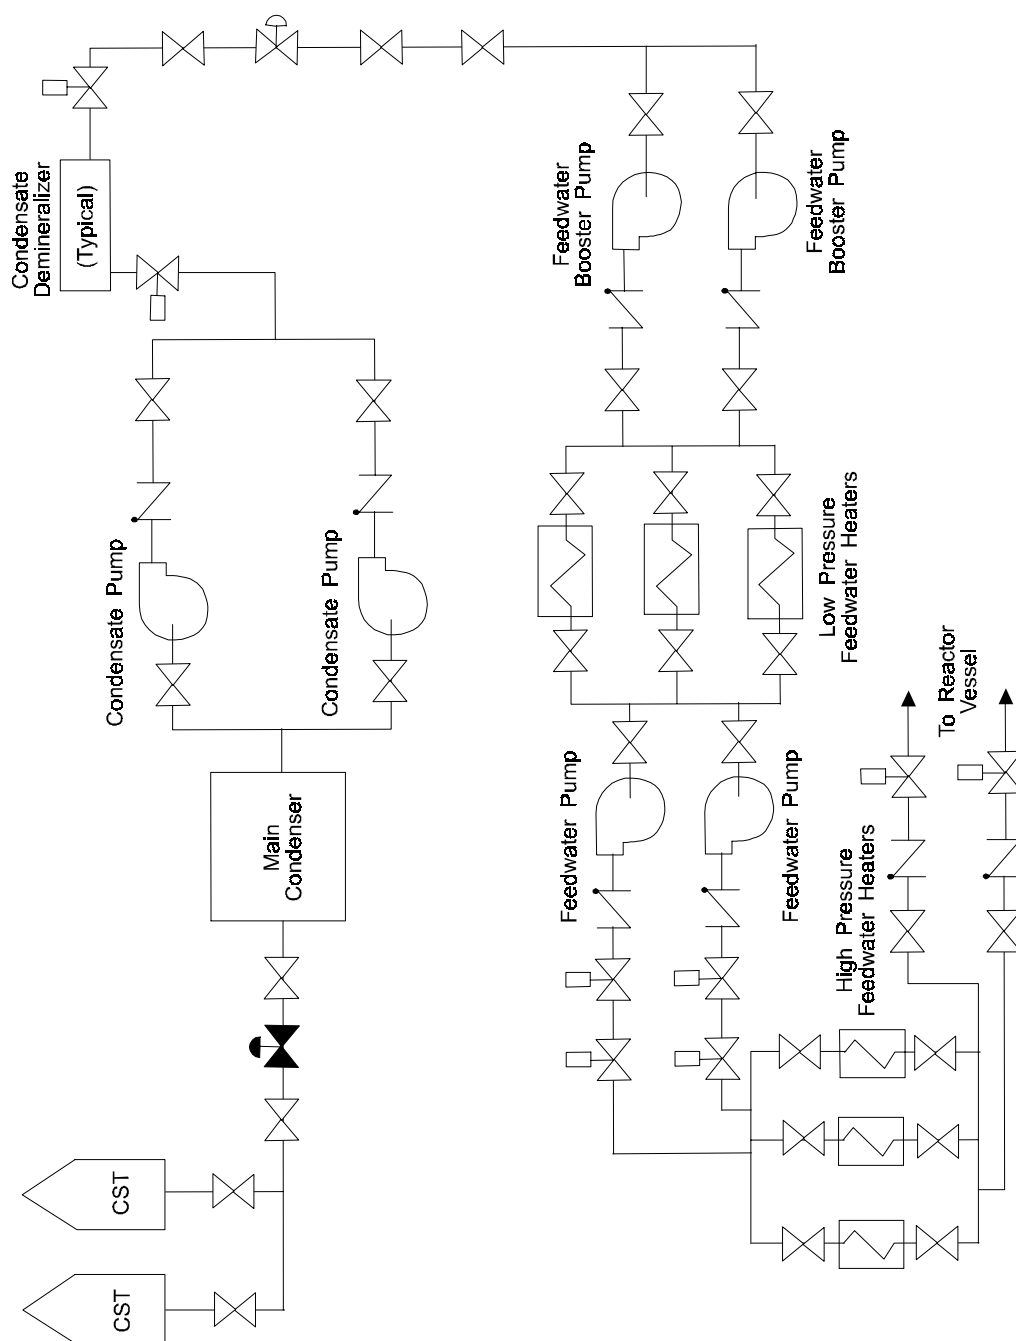 Condensate
Demineralizer
(Typical)
Feedwater
Booster Pump
Feedwater
Booster Pump
Condensate Pump
Condensate Pump
Low Pressure
Feedwater Heaters
To Reactor
Vessel
Main
Condenser
Feedwater Pump
Feedwater Pump
High Pressure
Feedwater Heaters
CST
CST